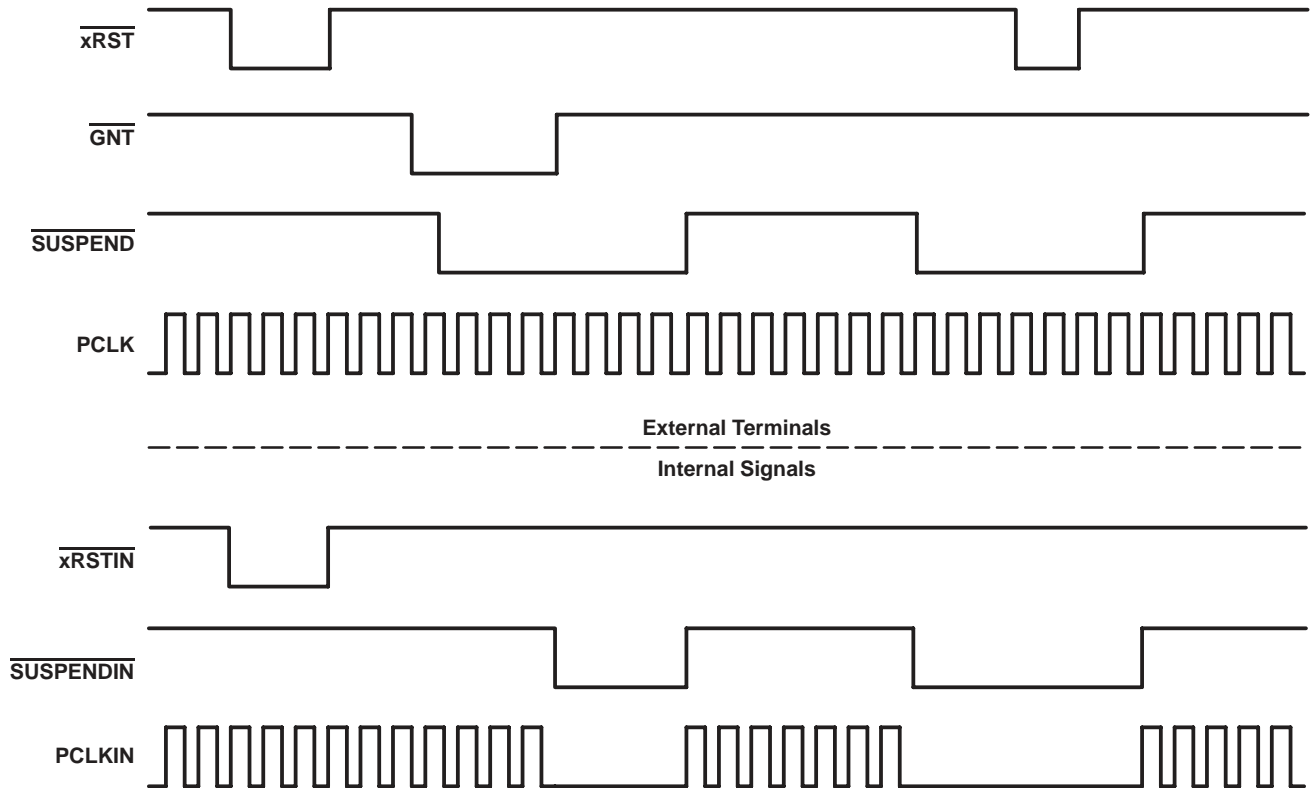 xRST
GNT
SUSPEND
PCLK
External Terminals
Internal Signals
xRSTIN
SUSPENDIN
PCLKIN